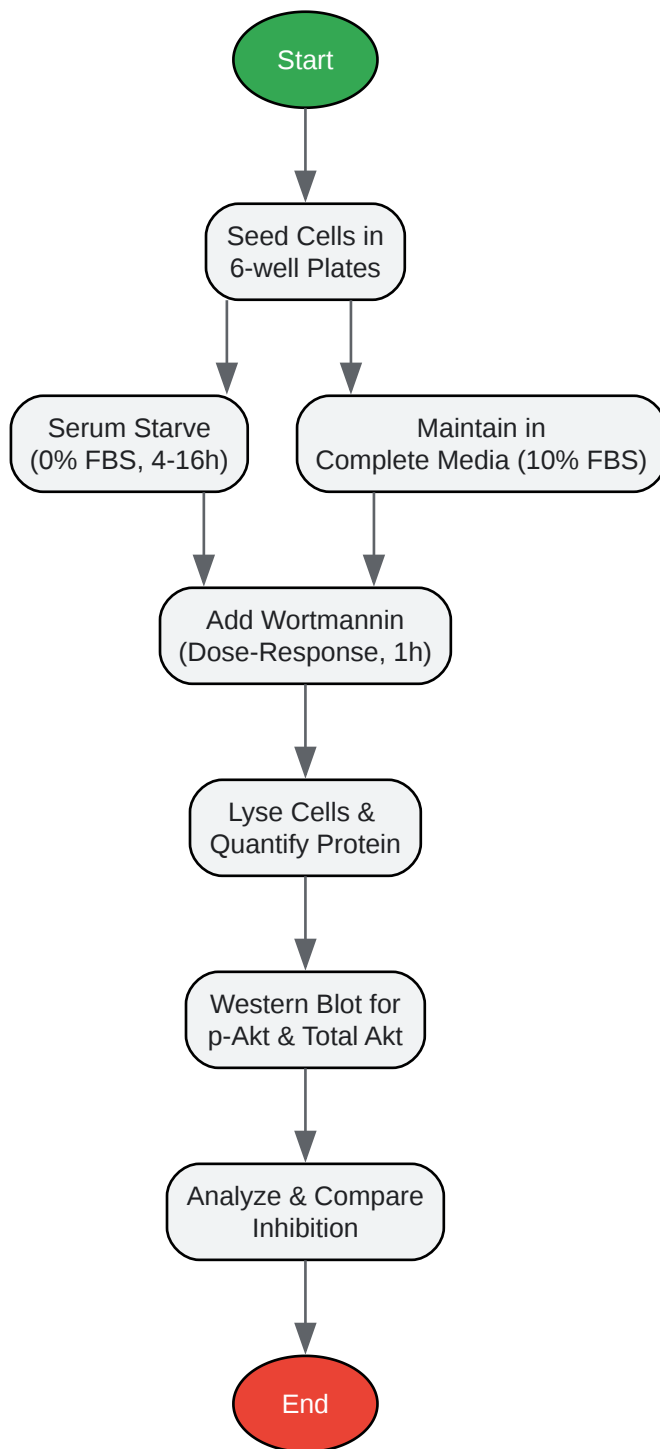 Start
Seed Cells in
6-well Plates
Serum Starve
(0% FBS, 4-16h)
Maintain in
Complete Media (10% FBS)
Add Wortmannin
(Dose-Response, 1h)
Lyse Cells &
Quantify Protein
Western Blot for
p-Akt & Total Akt
Analyze & Compare
Inhibition
End